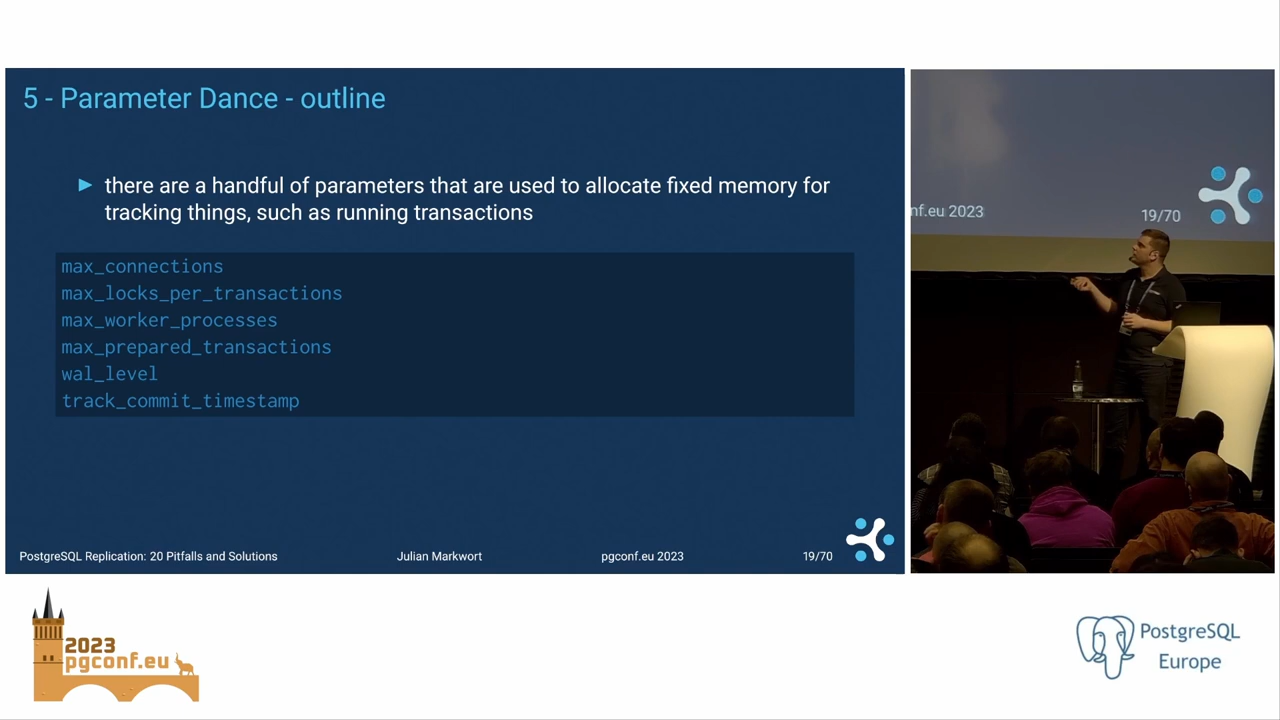 5 - Parameter Dance - outline
there are a handful of parameters that are used to allocate fixed memory for
tracking things, such as running transactions
max_connections
max_locks_per_transactions
max_worker_processes
max_prepared_transactions
wal_level
track_commit_timestamp
PostgreSQL Replication: 20 Pitfalls and Solutions Julian Markwort pgconf.eu 2023 19/70
nf.eu 2023 19/70
2023
pgconf.eu
PostgreSQL
Europe